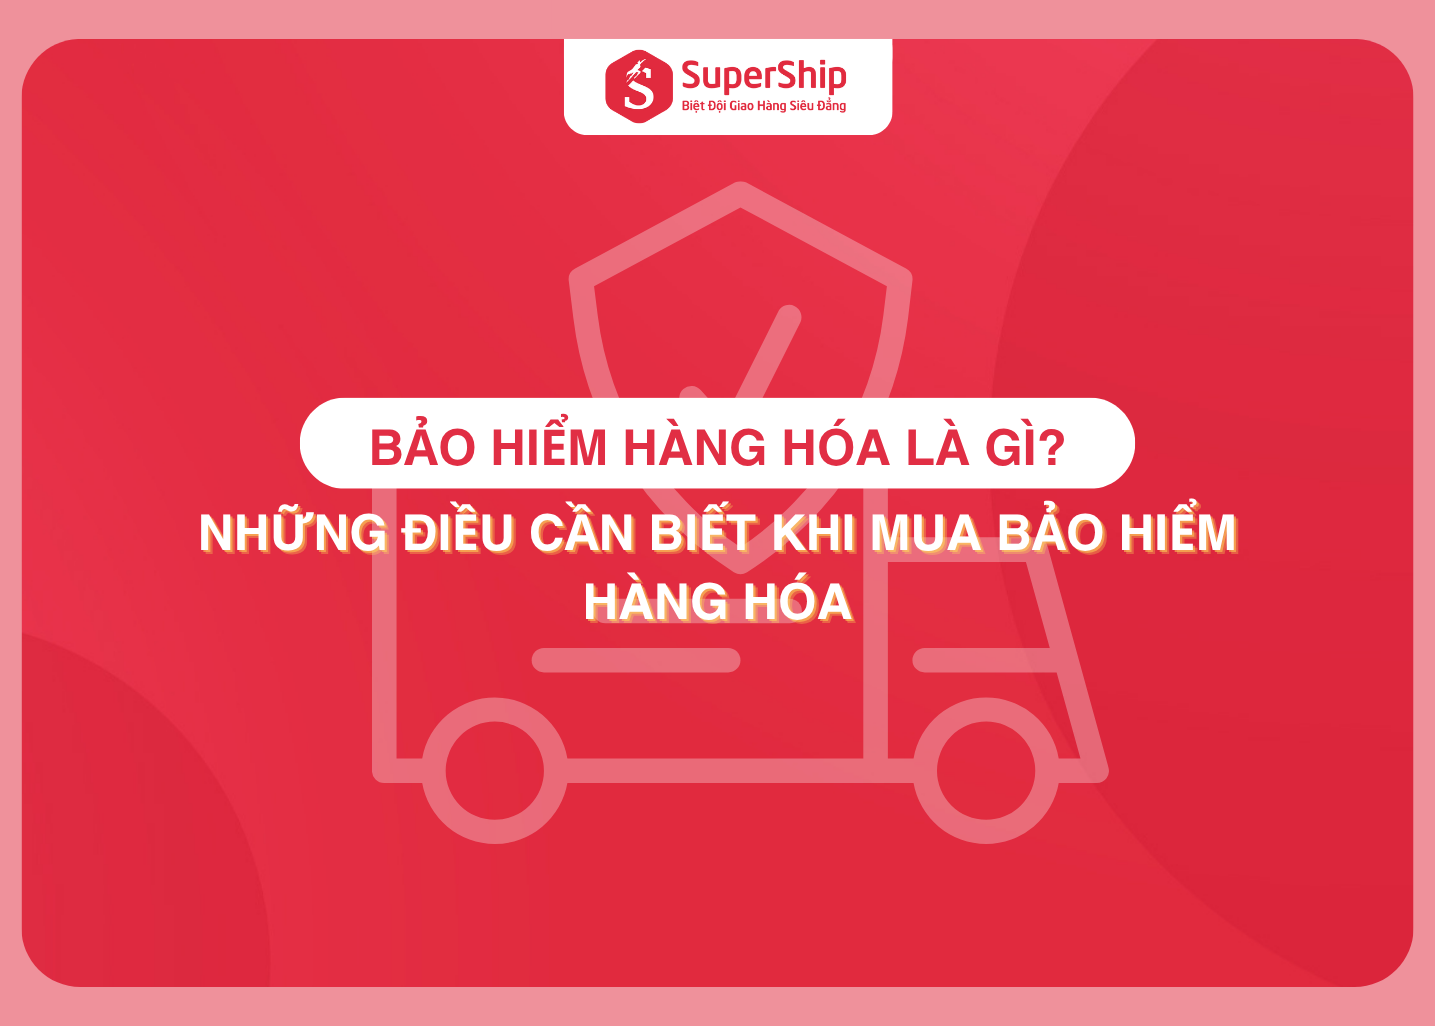 SuperShip
Biệt Đội Giao Hàng Siêu Đẳng
BẢO HIỂM HÀNG HÓA LÀ GÌ?
NHỮNG ĐIỀU CẦN BIẾT KHI MUA BẢO HIỂM
HÀNG HÓA